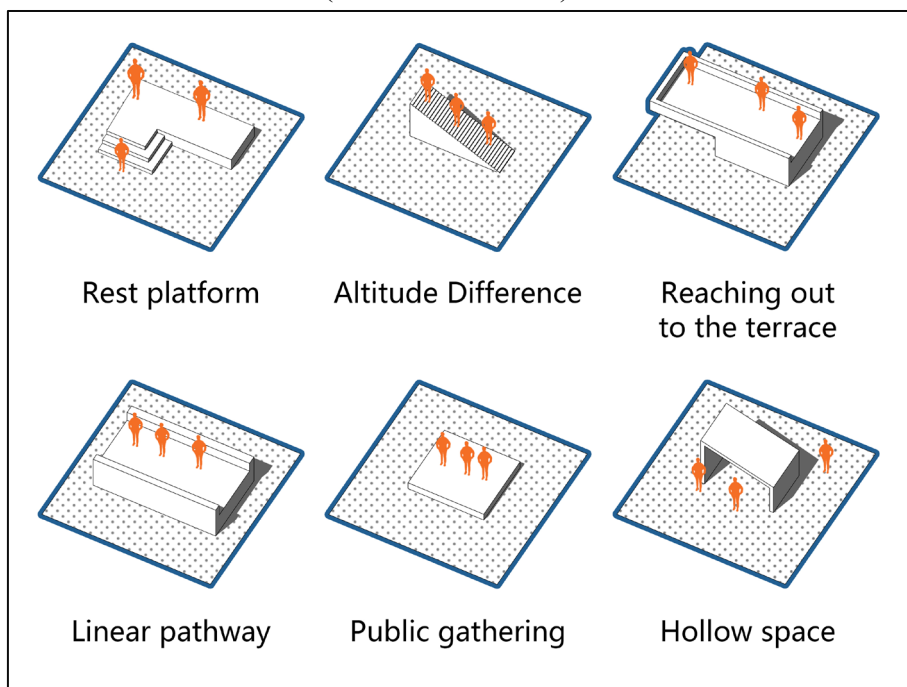 Rest platform
Altitude Difference
Reaching out
to the terrace
Linear pathway
Public gathering
Hollow space